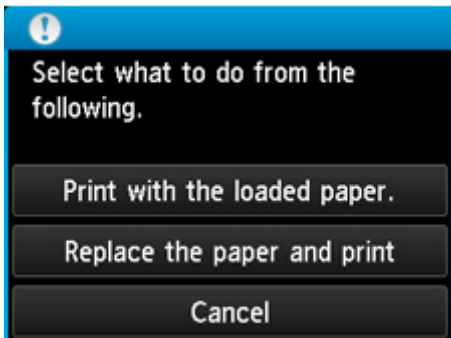 Select what to do from the
following.
Print with the loaded paper.
Replace the paper and print
Cancel